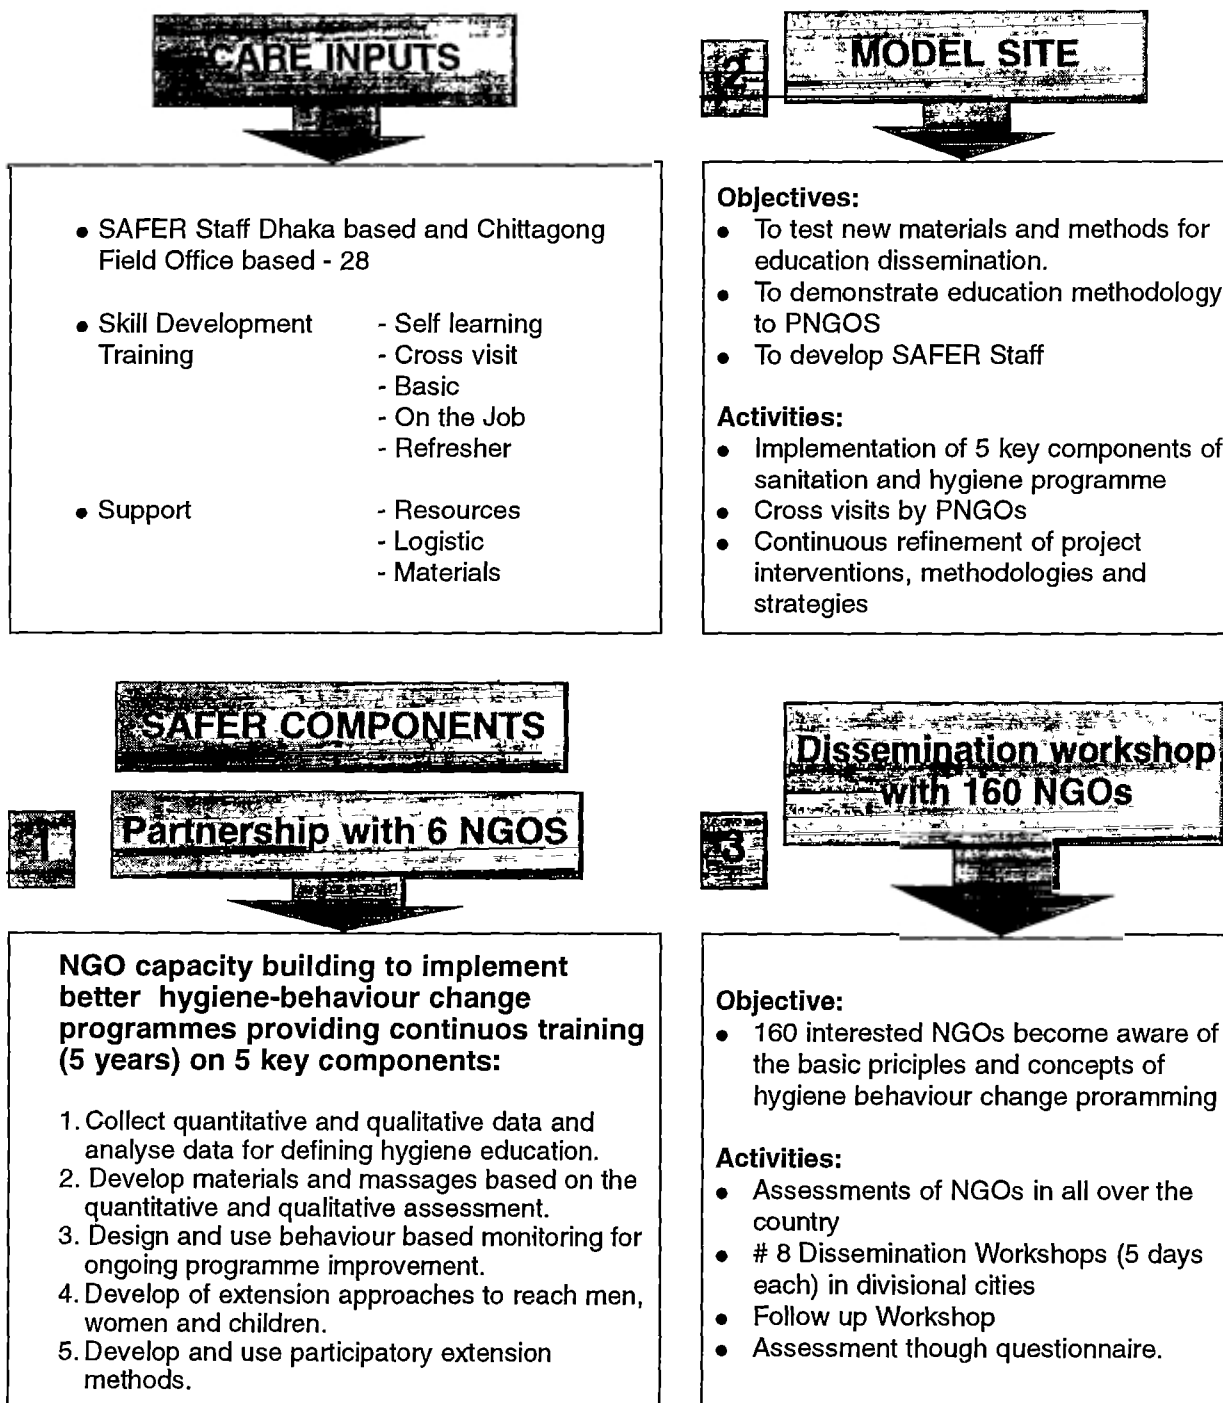 CARE INPUTS
● SAFER Staff Dhaka based and Chittagong
Field Office based - 28
● Skill Development - Self learning
Training - Cross visit
- Basic
- On the Job
- Refresher
● Support - Resources
- Logistic
- Materials
SAFER COMPONENTS
1 Partnership with 6 NGOS
NGO capacity building to implement
better hygiene-behaviour change
programmes providing continuos training
(5 years) on 5 key components:
1. Collect quantitative and qualitative data and
analyse data for defining hygiene education.
2. Develop materials and massages based on the
quantitative and qualitative assessment.
3. Design and use behaviour based monitoring for
ongoing programme improvement.
4. Develop of extension approaches to reach men,
women and children.
5. Develop and use participatory extension
methods.
2 MODEL SITE
Objectives:
● To test new materials and methods for
education dissemination.
● To demonstrate education methodology
to PNGOS
● To develop SAFER Staff
Activities:
● Implementation of 5 key components of
sanitation and hygiene programme
● Cross visits by PNGOs
● Continuous refinement of project
interventions, methodologies and
strategies
3 Dissemination workshop
with 160 NGOs
Objective:
● 160 interested NGOs become aware of
the basic priciples and concepts of
hygiene behaviour change proramming
Activities:
● Assessments of NGOs in all over the
country
● # 8 Dissemination Workshops (5 days
each) in divisional cities
● Follow up Workshop
● Assessment though questionnaire.